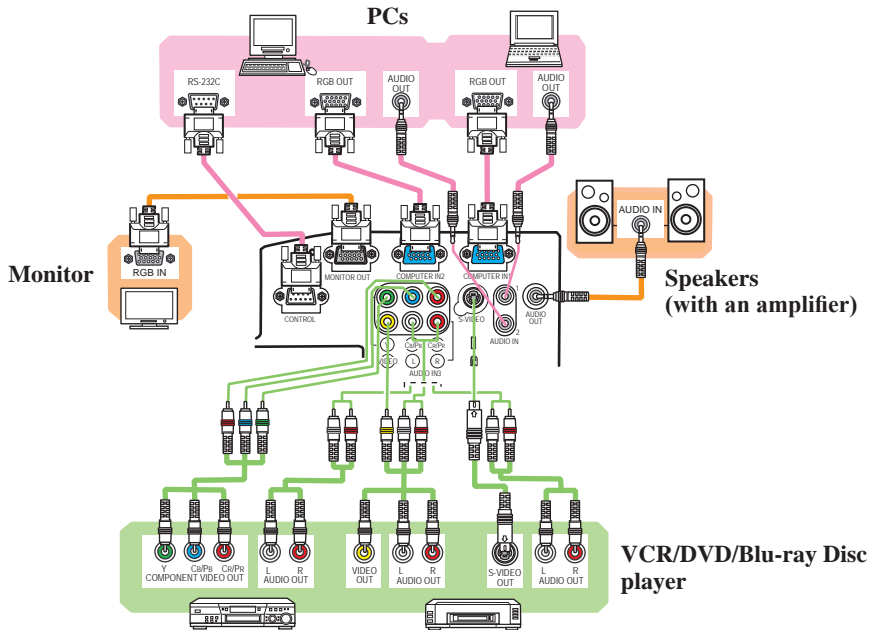 PCs
RS-232C
RGB OUT
AUDIO
OUT
RGB OUT
AUDIO
OUT
AUDIO IN
RGB IN
Monitor
MONITOR OUT
COMPUTER IN2
COMPUTER IN1
Speakers
(with an amplifier)
CONTROL
S-VIDEO
1
2
AUDIO IN
AUDIO
OUT
Y
CB/PB
CR/PR
VIDEO
L
R
AUDIO IN3
Y
CB/PB
CR/PR
COMPONENT VIDEO OUT
L
R
AUDIO OUT
VIDEO
OUT
L
R
AUDIO OUT
S-VIDEO
OUT
L
R
AUDIO OUT
VCR/DVD/Blu-ray Disc
player